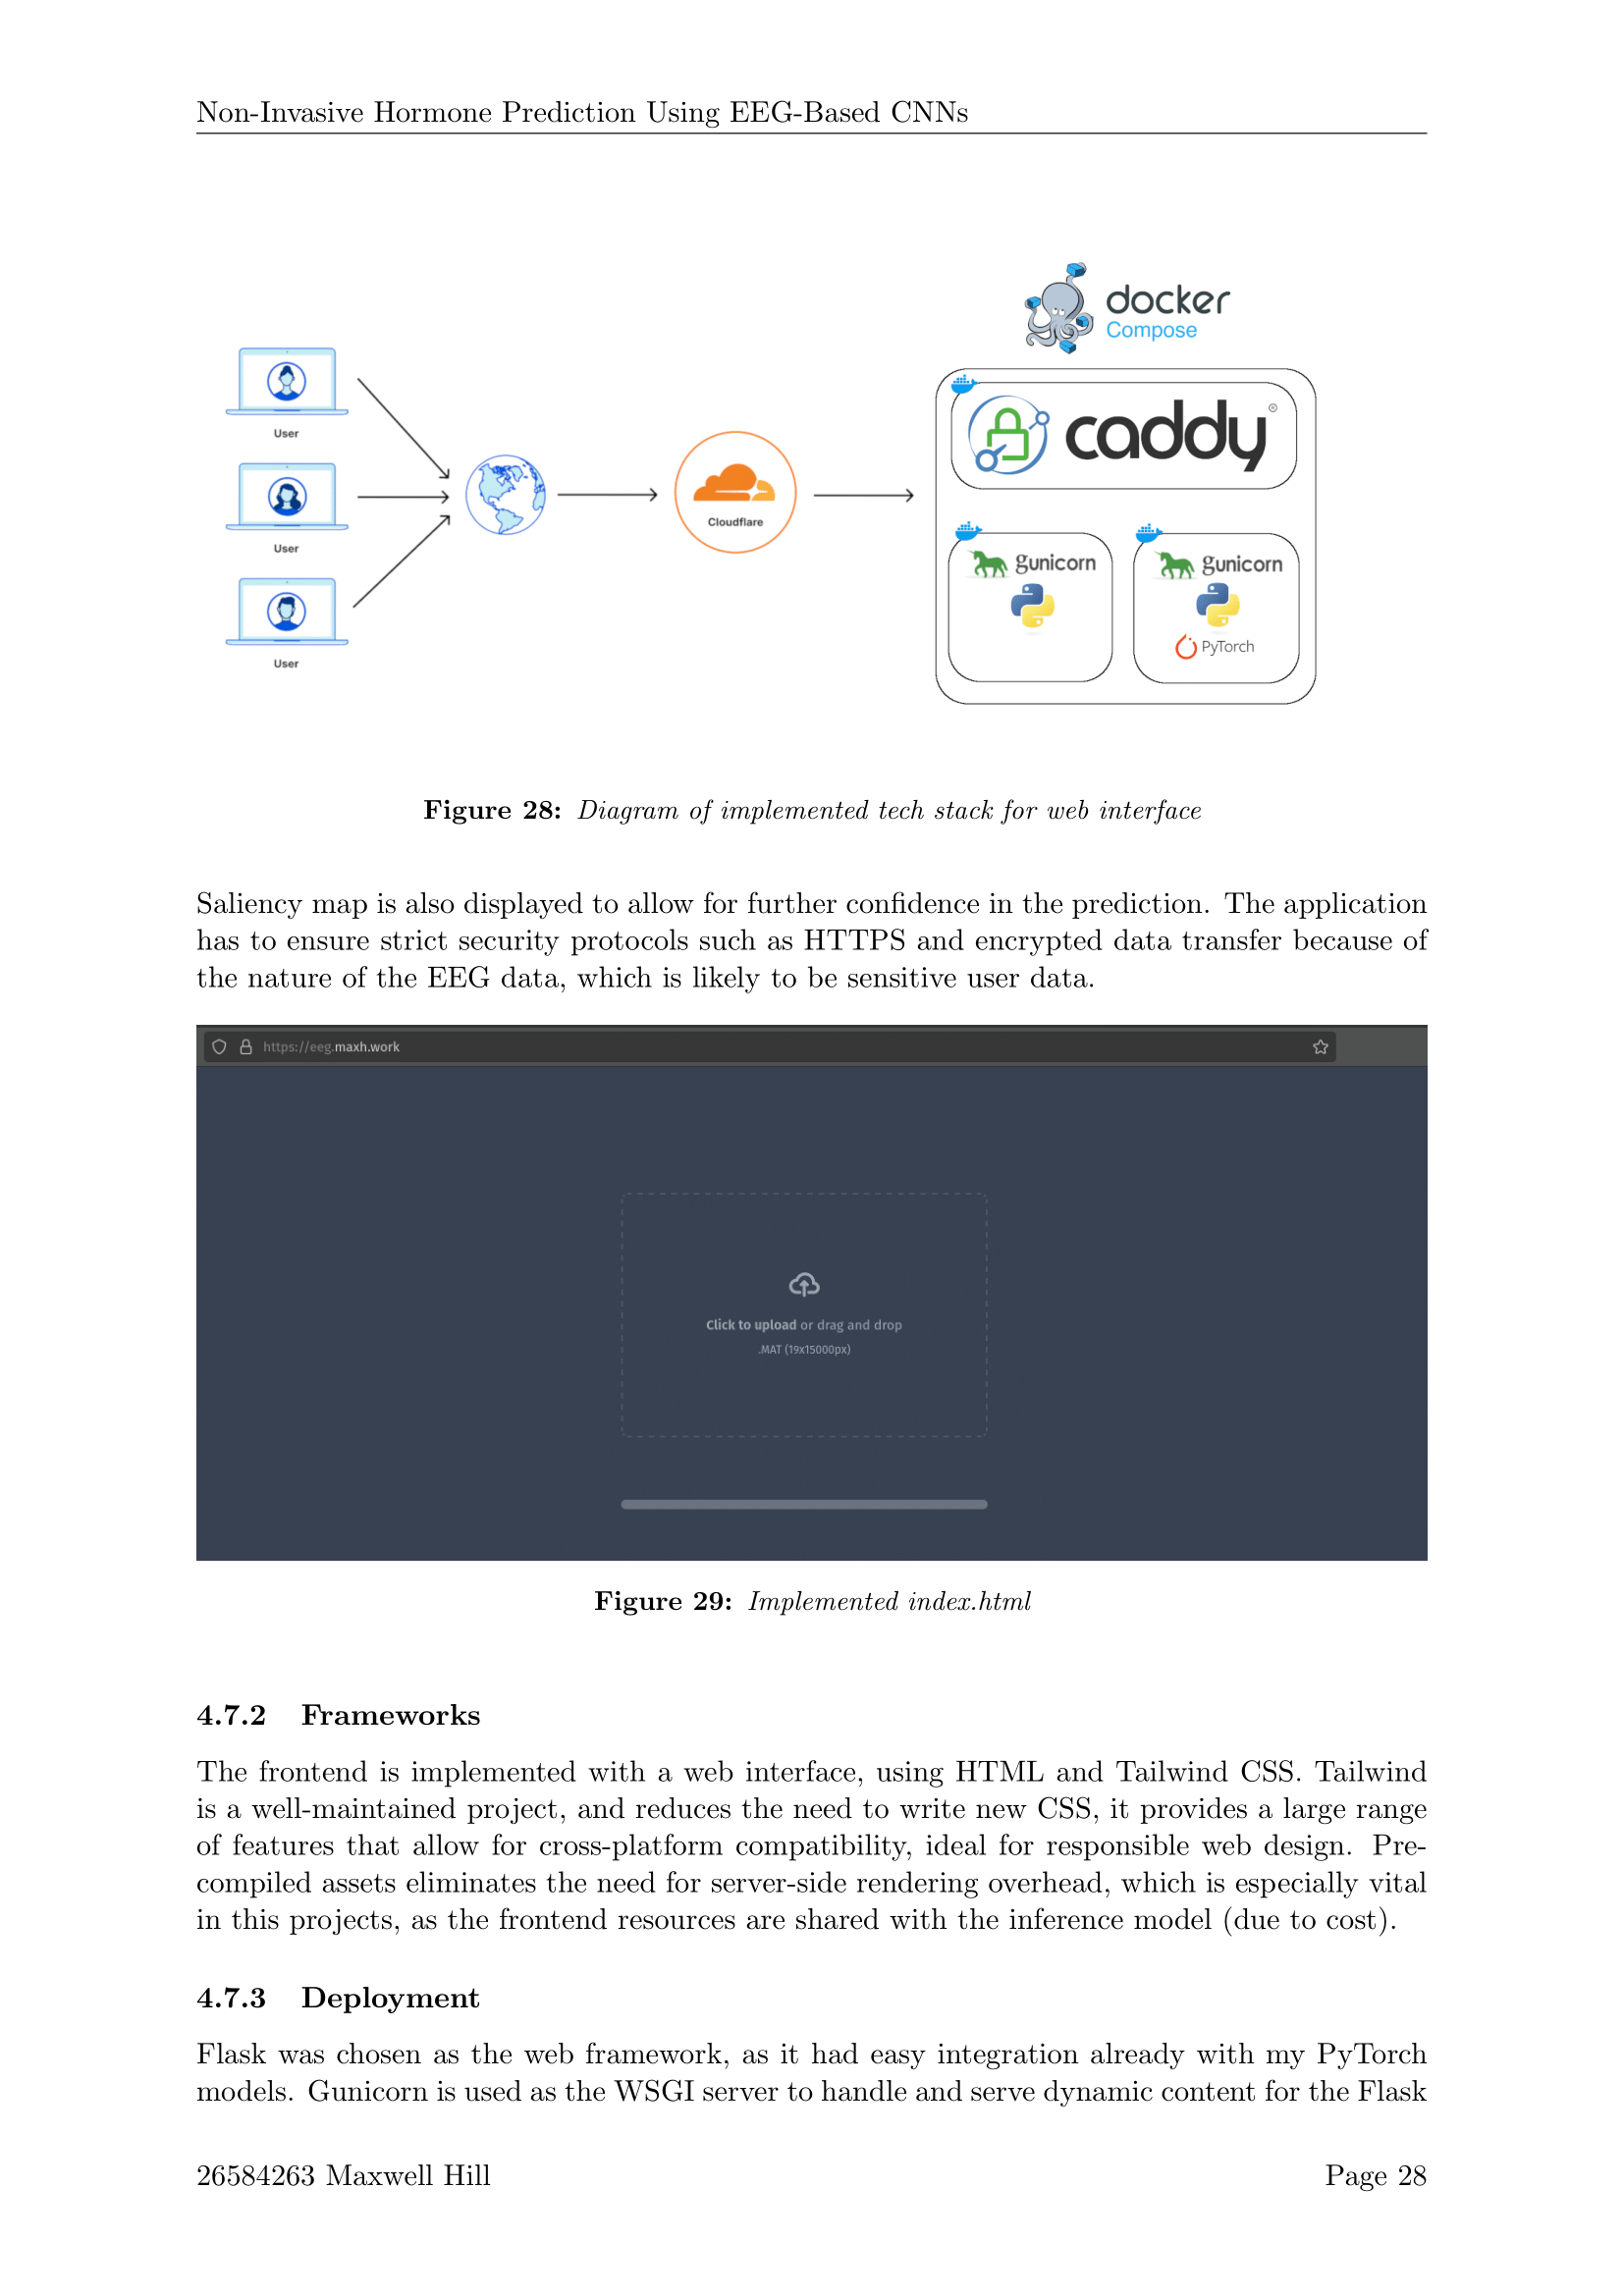 Non-Invasive Hormone Prediction Using EEG-Based CNNs
docker
Compose
User
User
User
Cloudflare
caddy®
gunicorn
gunicorn
PyTorch
Figure 28: Diagram of implemented tech stack for web interface
Saliency map is also displayed to allow for further confidence in the prediction. The application
has to ensure strict security protocols such as HTTPS and encrypted data transfer because of
the nature of the EEG data, which is likely to be sensitive user data.
https://eeg.maxh.work
Click to upload or drag and drop
.MAT (19x15000px)
Figure 29: Implemented index.html
4.7.2 Frameworks
The frontend is implemented with a web interface, using HTML and Tailwind CSS. Tailwind
is a well-maintained project, and reduces the need to write new CSS, it provides a large range
of features that allow for cross-platform compatibility, ideal for responsible web design. Pre-
compiled assets eliminates the need for server-side rendering overhead, which is especially vital
in this projects, as the frontend resources are shared with the inference model (due to cost).
4.7.3 Deployment
Flask was chosen as the web framework, as it had easy integration already with my PyTorch
models. Gunicorn is used as the WSGI server to handle and serve dynamic content for the Flask
26584263 Maxwell Hill
Page 28